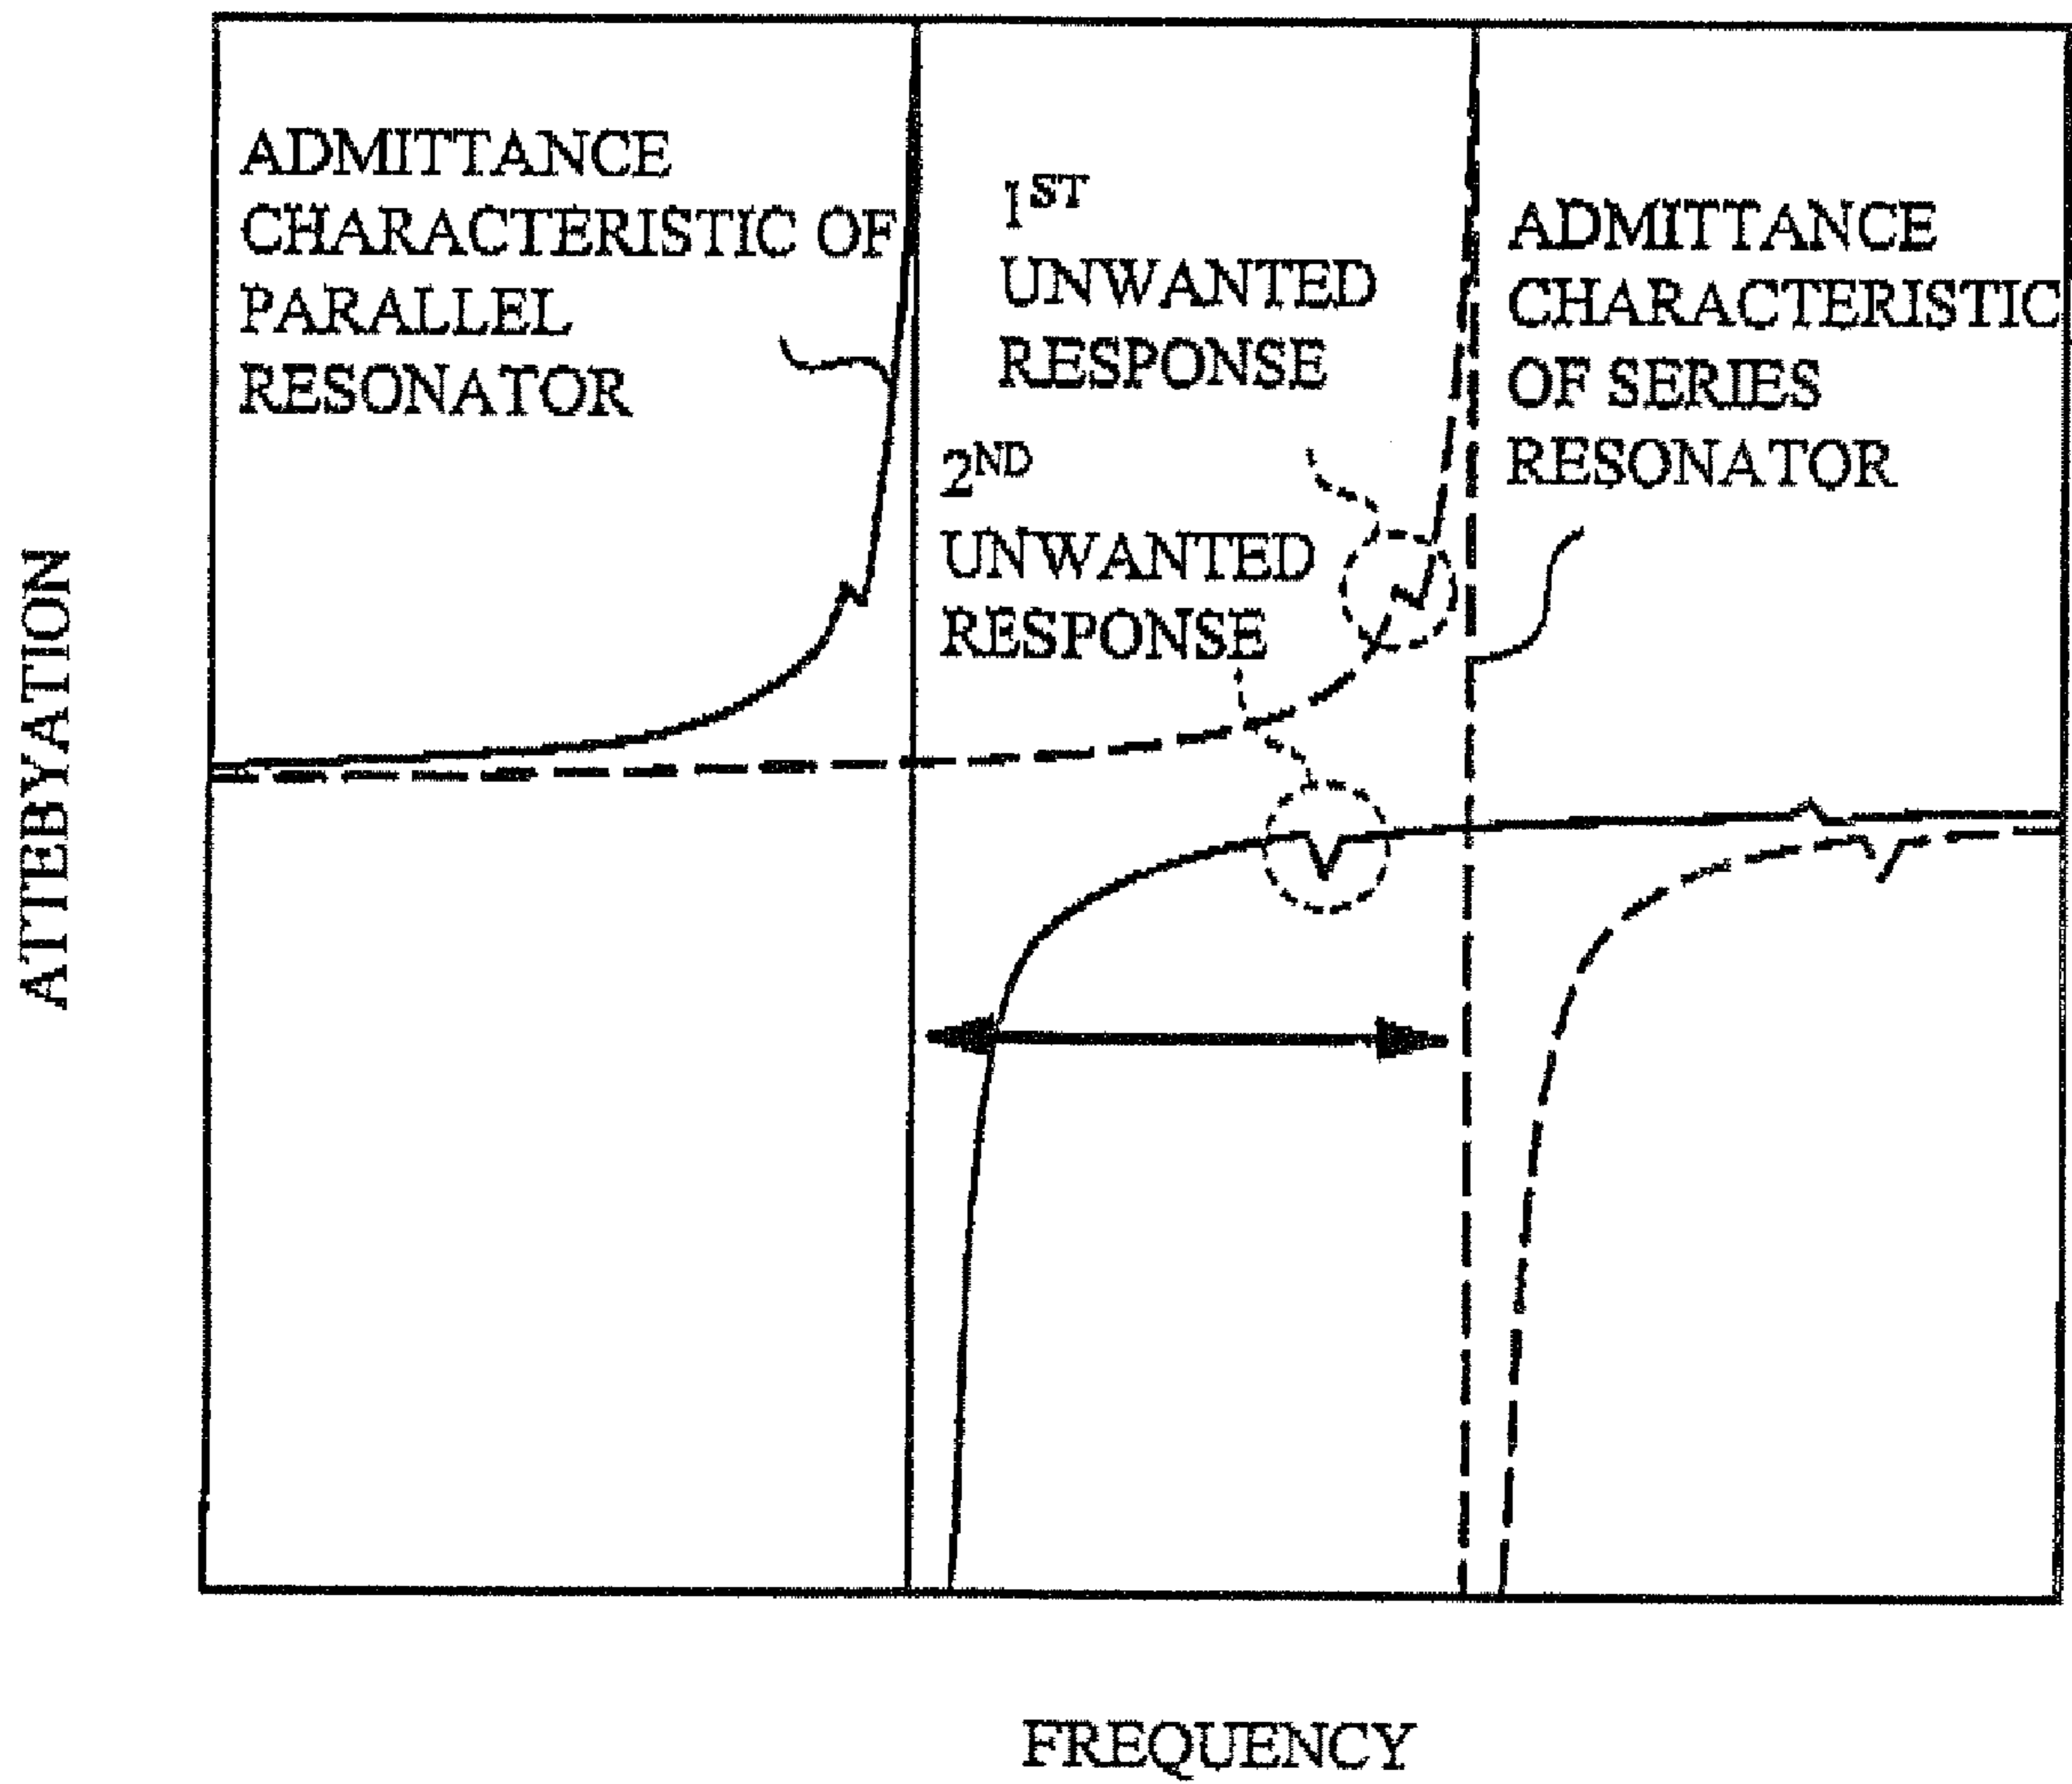 ADMITTANCE
CHARACTERISTIC OF
PARALLEL
RESONATOR
1ST
UNWANTED
RESPONSE
2ND
UNWANTED
RESPONSE
ADMITTANCE
CHARACTERISTIC
OF SERIES
RESONATOR
ATTEBYATION
FREQUENCY